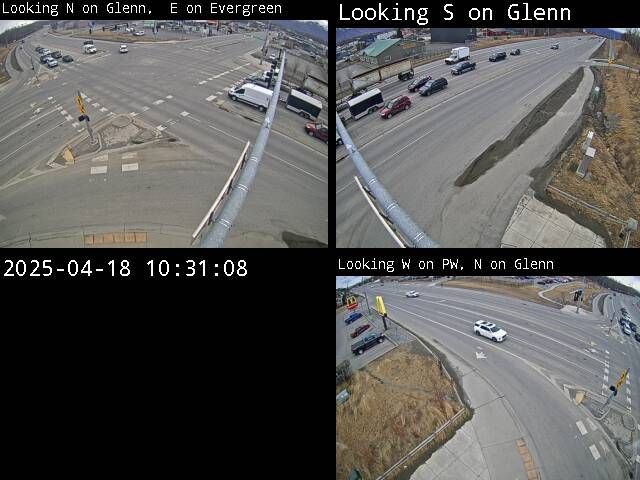 Looking N on Glenn,  E on Evergreen
Looking S on Glenn
2025-04-18 10:31:08
Looking W on PW, N on Glenn